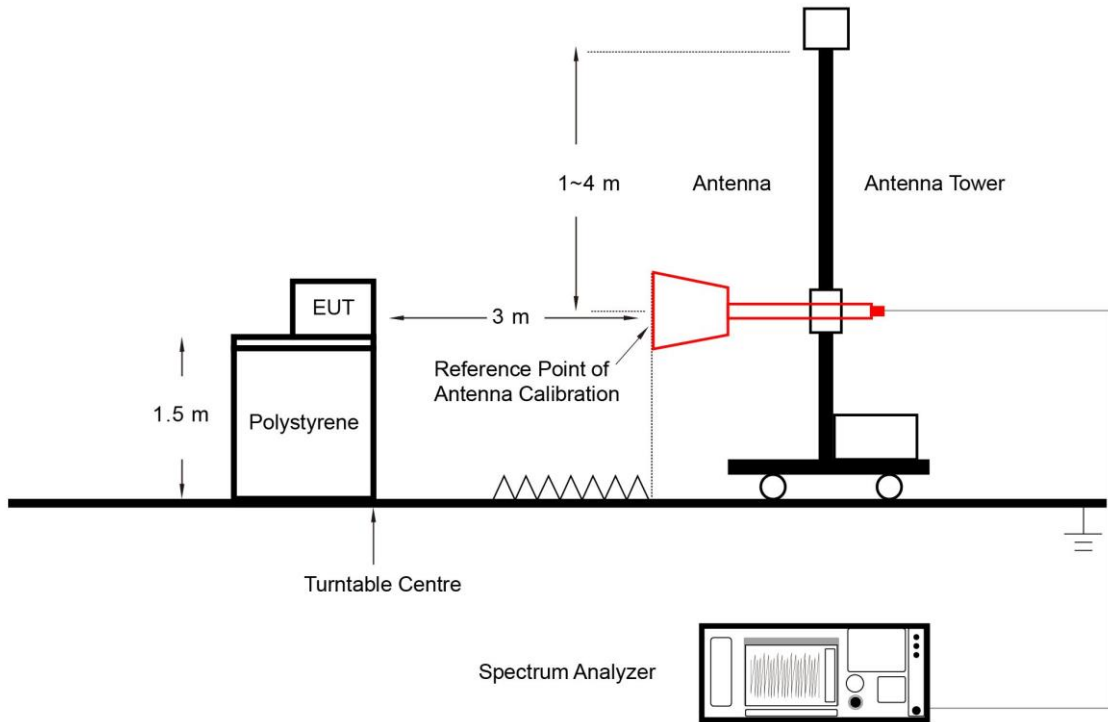 1~4 m
Antenna
Antenna Tower
EUT
3 m
Reference Point of
Antenna Calibration
1.5 m
Polystyrene
Turntable Centre
Spectrum Analyzer